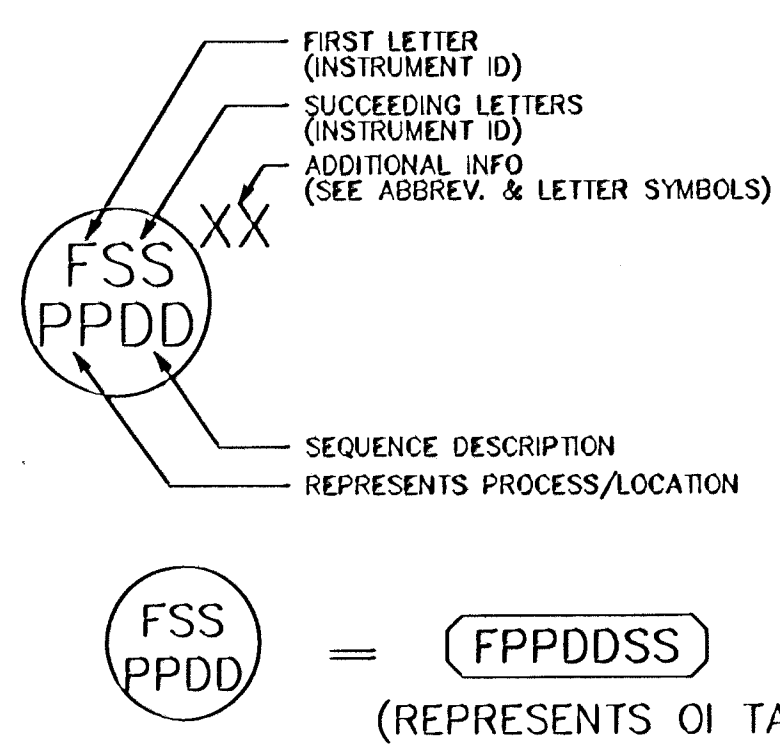 FIRST LETTER
(INSTRUMENT ID)
SUCCEEDING LETTERS
(INSTRUMENT ID)
ADDITIONAL INFO
(SEE ABBREV. & LETTER SYMBOLS)
XX
FSS
PPDD
SEQUENCE DESCRIPTION
REPRESENTS PROCESS/LOCATION
FSS
PPDD
=
FPPDDSS
(REPRESENTS OI TA